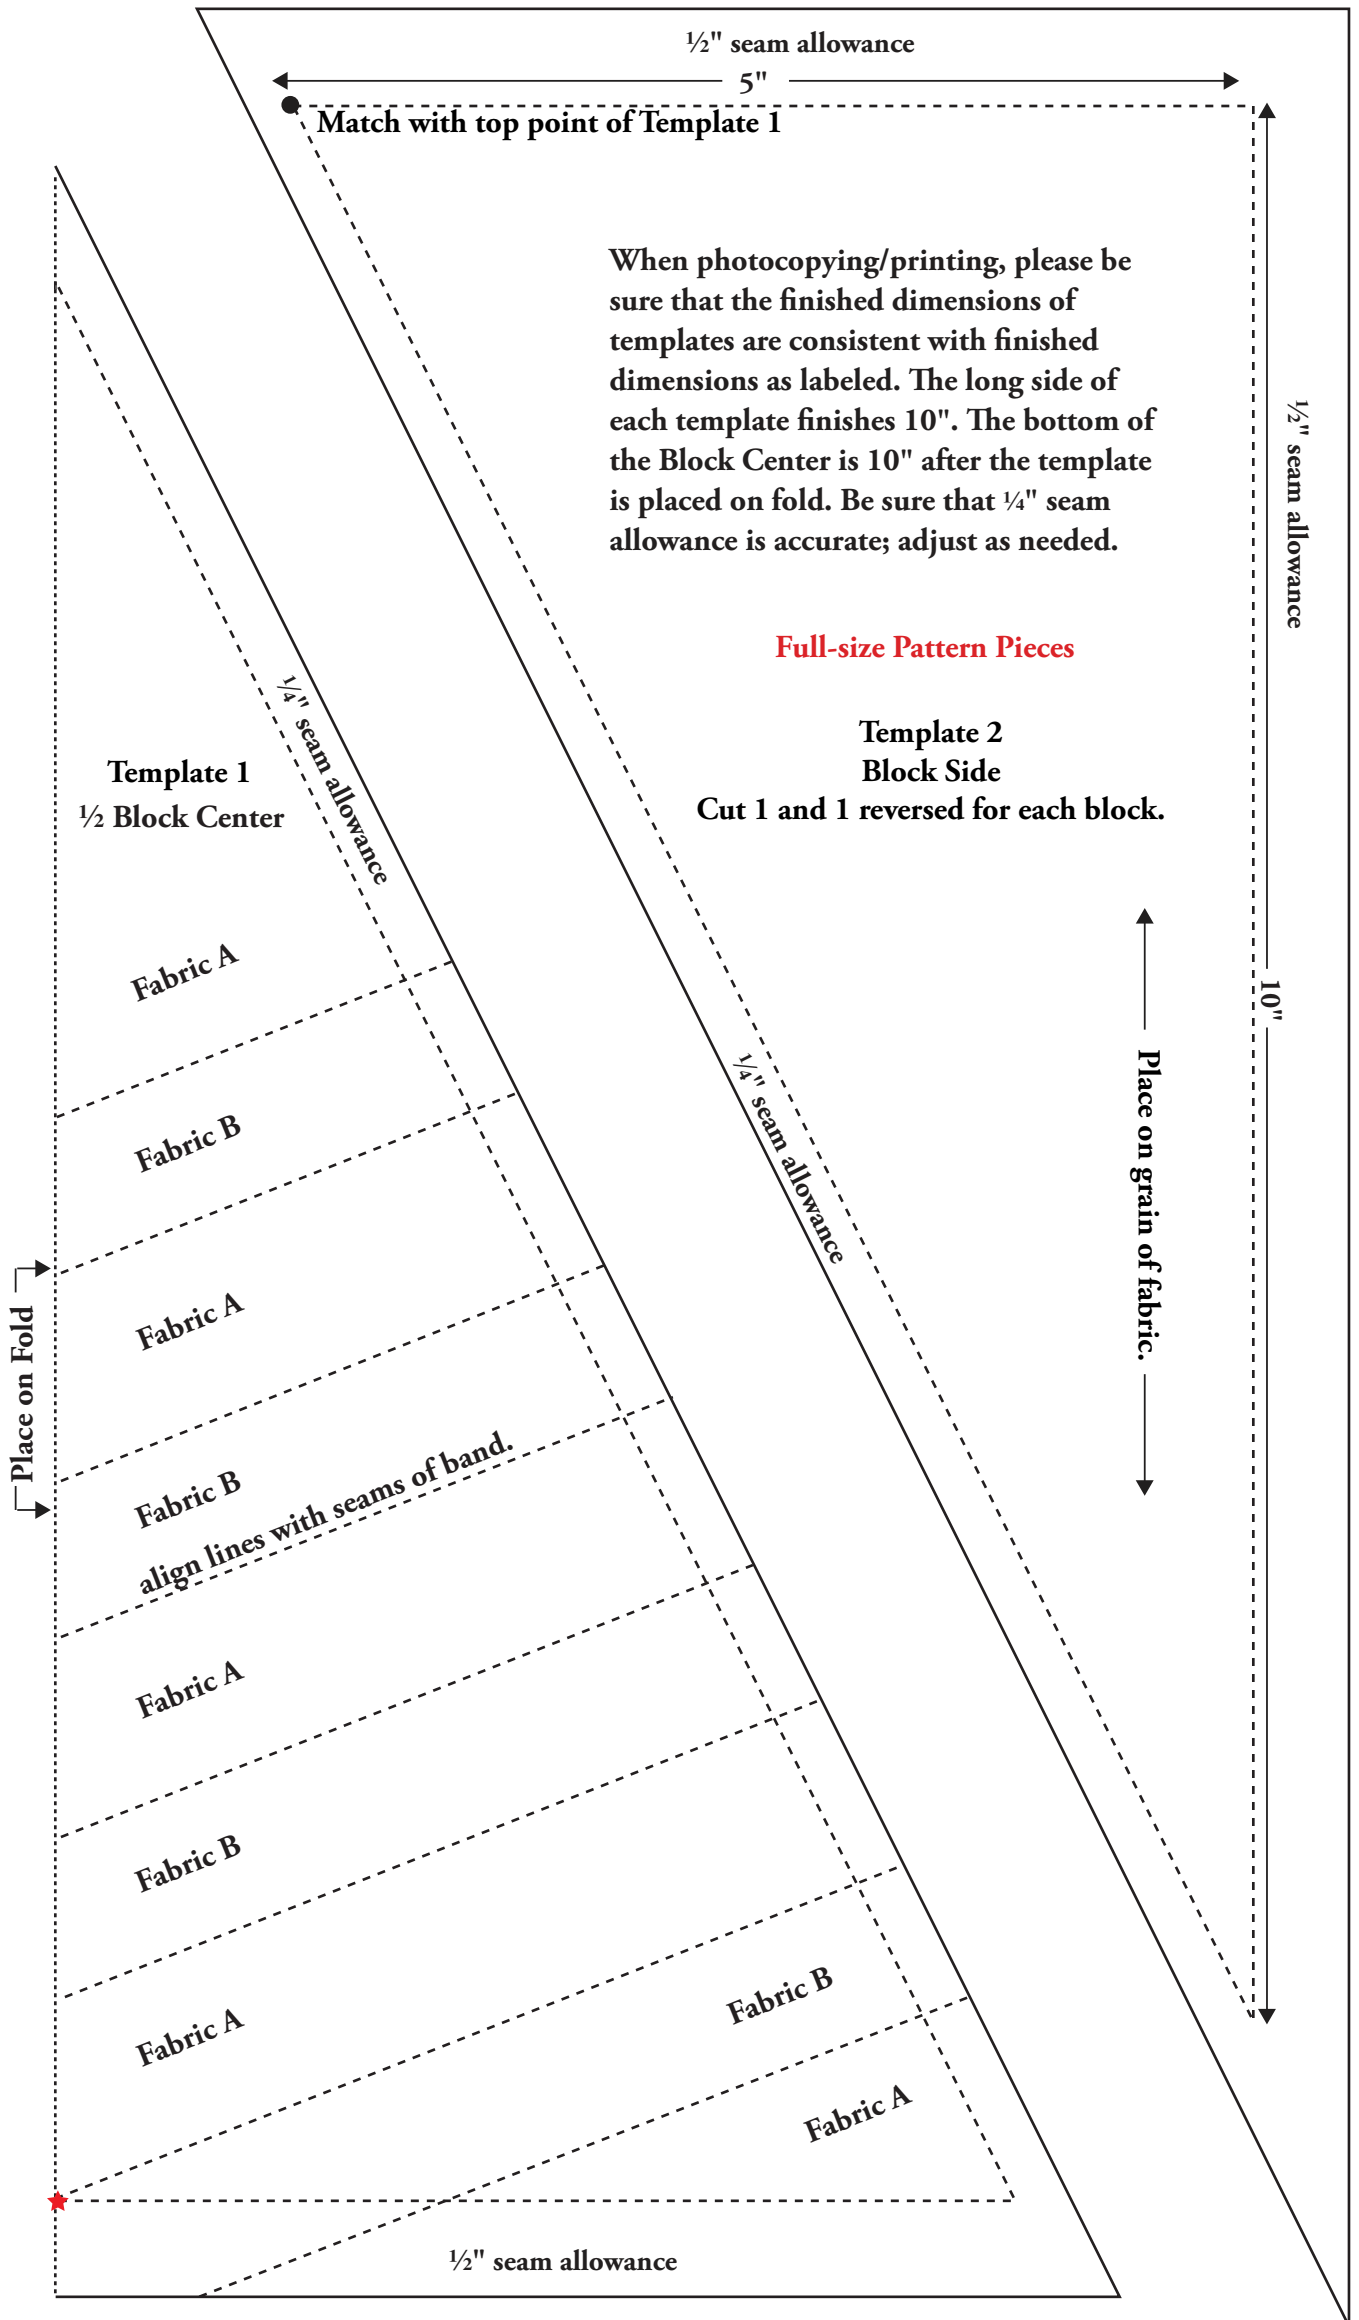 ½" seam allowance
5"
Match with top point of Template 1
When photocopying/printing, please be
sure that the finished dimensions of
templates are consistent with finished
dimensions as labeled. The long side of
each template finishes 10". The bottom of
the Block Center is 10" after the template
is placed on fold. Be sure that ¼" seam
allowance is accurate; adjust as needed.
½" seam allowance
Full-size Pattern Pieces
Template 2
Block Side
Cut 1 and 1 reversed for each block.
10"
Place on grain of fabric.
¼" seam allowance
¼" seam allowance
Template 1
½ Block Center
Fabric A
Fabric B
Fabric A
Place on Fold
Fabric B
align lines with seams of band.
Fabric A
Fabric B
Fabric A
Fabric B
Fabric A
½" seam allowance